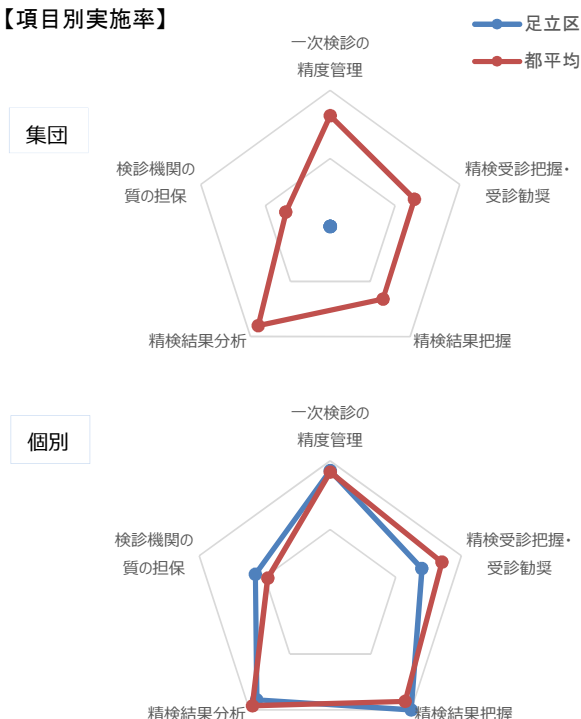 【項目別実施率】
足立区
都平均
集団
一次検診の
精度管理
検診機関の
質の担保
精検受診把握・
受診勧奨
精検結果分析
精検結果把握
個別
一次検診の
精度管理
検診機関の
質の担保
精検受診把握・
受診勧奨
精検結果分析
精検結果把握